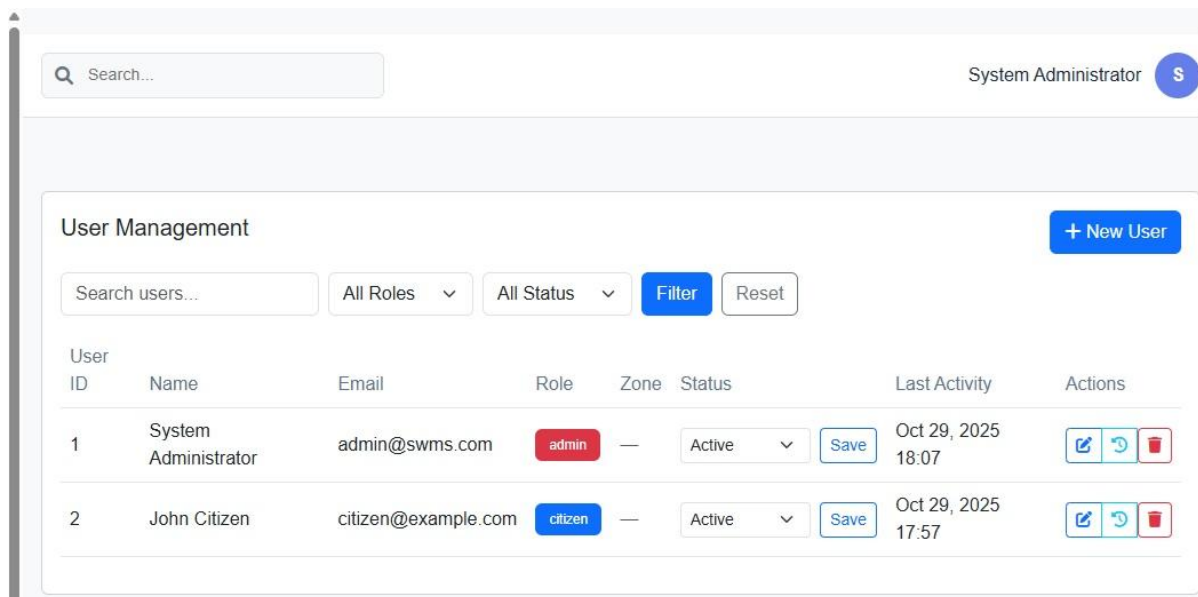 Search...
System Administrator
S
User Management
+ New User
Search users...
All Roles
All Status
Filter
Reset
User
ID
Name
Email
Role
Zone
Status
Last Activity
Actions
1
System
Administrator
admin@swms.com
admin
—
Active
Save
Oct 29, 2025
18:07
2
John Citizen
citizen@example.com
citizen
—
Active
Save
Oct 29, 2025
17:57